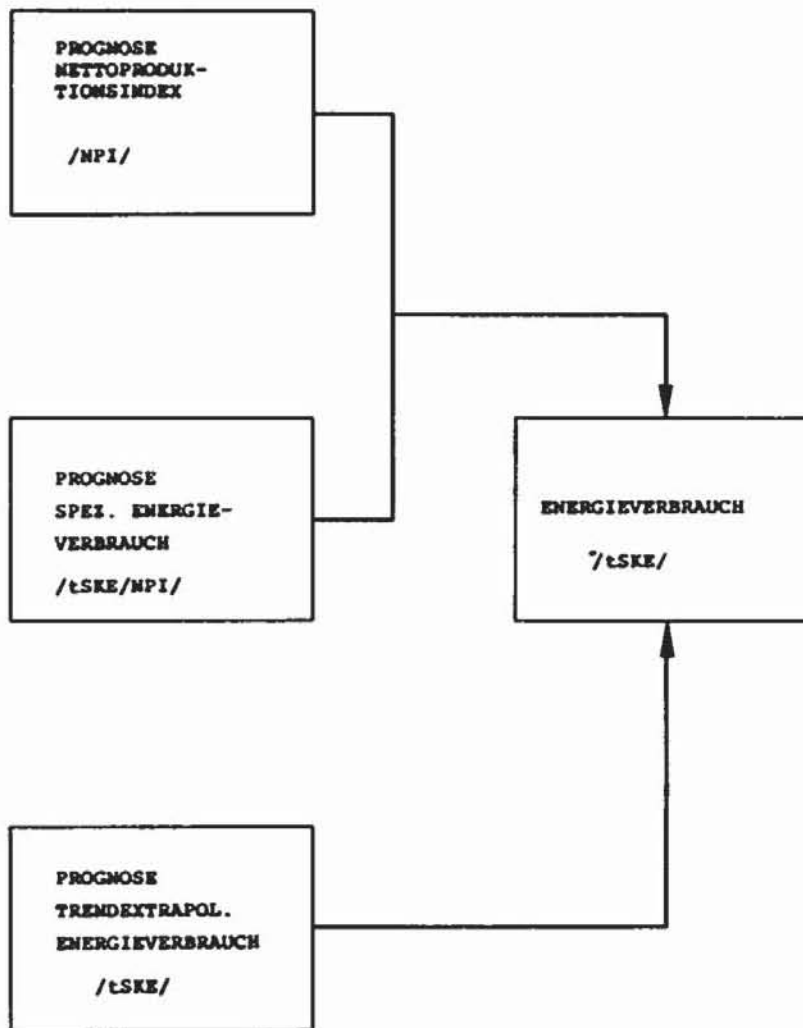 PROGNOSE
NETTOPRODUK-
TIONSINDEX
/NPI/
PROGNOSE
SPEZ. ENERGIE-
VERBRAUCH
/tSKE/NPI/
ENERGIEVERBRAUCH
/tSKE/
PROGNOSE
TRENDEXTRAPOL.
ENERGIEVERBRAUCH
/tSKE/